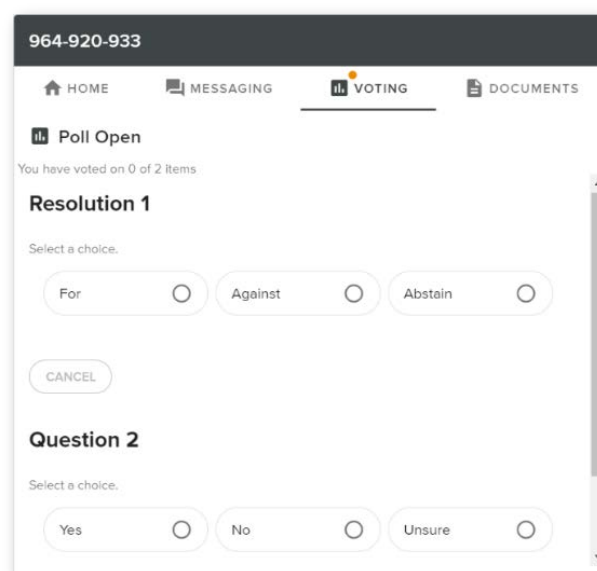 964-920-933
HOME MESSAGING VOTING DOCUMENTS
Poll Open
You have voted on 0 of 2 items
Resolution 1
Select a choice.
For Against Abstain
CANCEL
Question 2
Select a choice.
Yes No Unsure